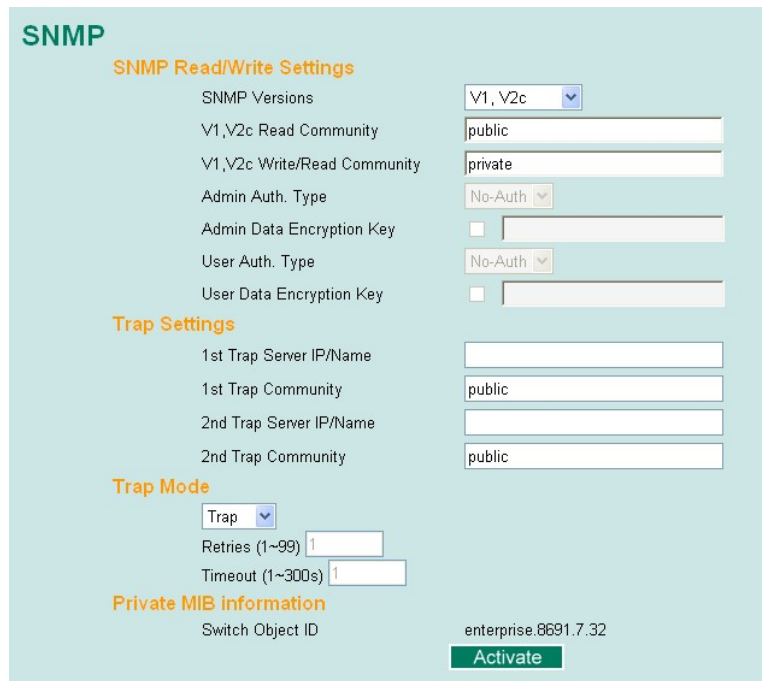 SNMP
SNMP Read/Write Settings
SNMP Versions V1, V2c
V1,V2c Read Community public
V1,V2c Write/Read Community private
Admin Auth. Type No-Auth
Admin Data Encryption Key
User Auth. Type No-Auth
User Data Encryption Key
Trap Settings
1st Trap Server IP/Name
1st Trap Community public
2nd Trap Server IP/Name
2nd Trap Community public
Trap Mode
Trap
Retries (1~99) 1
Timeout (1~300s) 1
Private MIB information
Switch Object ID enterprise.8691.7.32
Activate